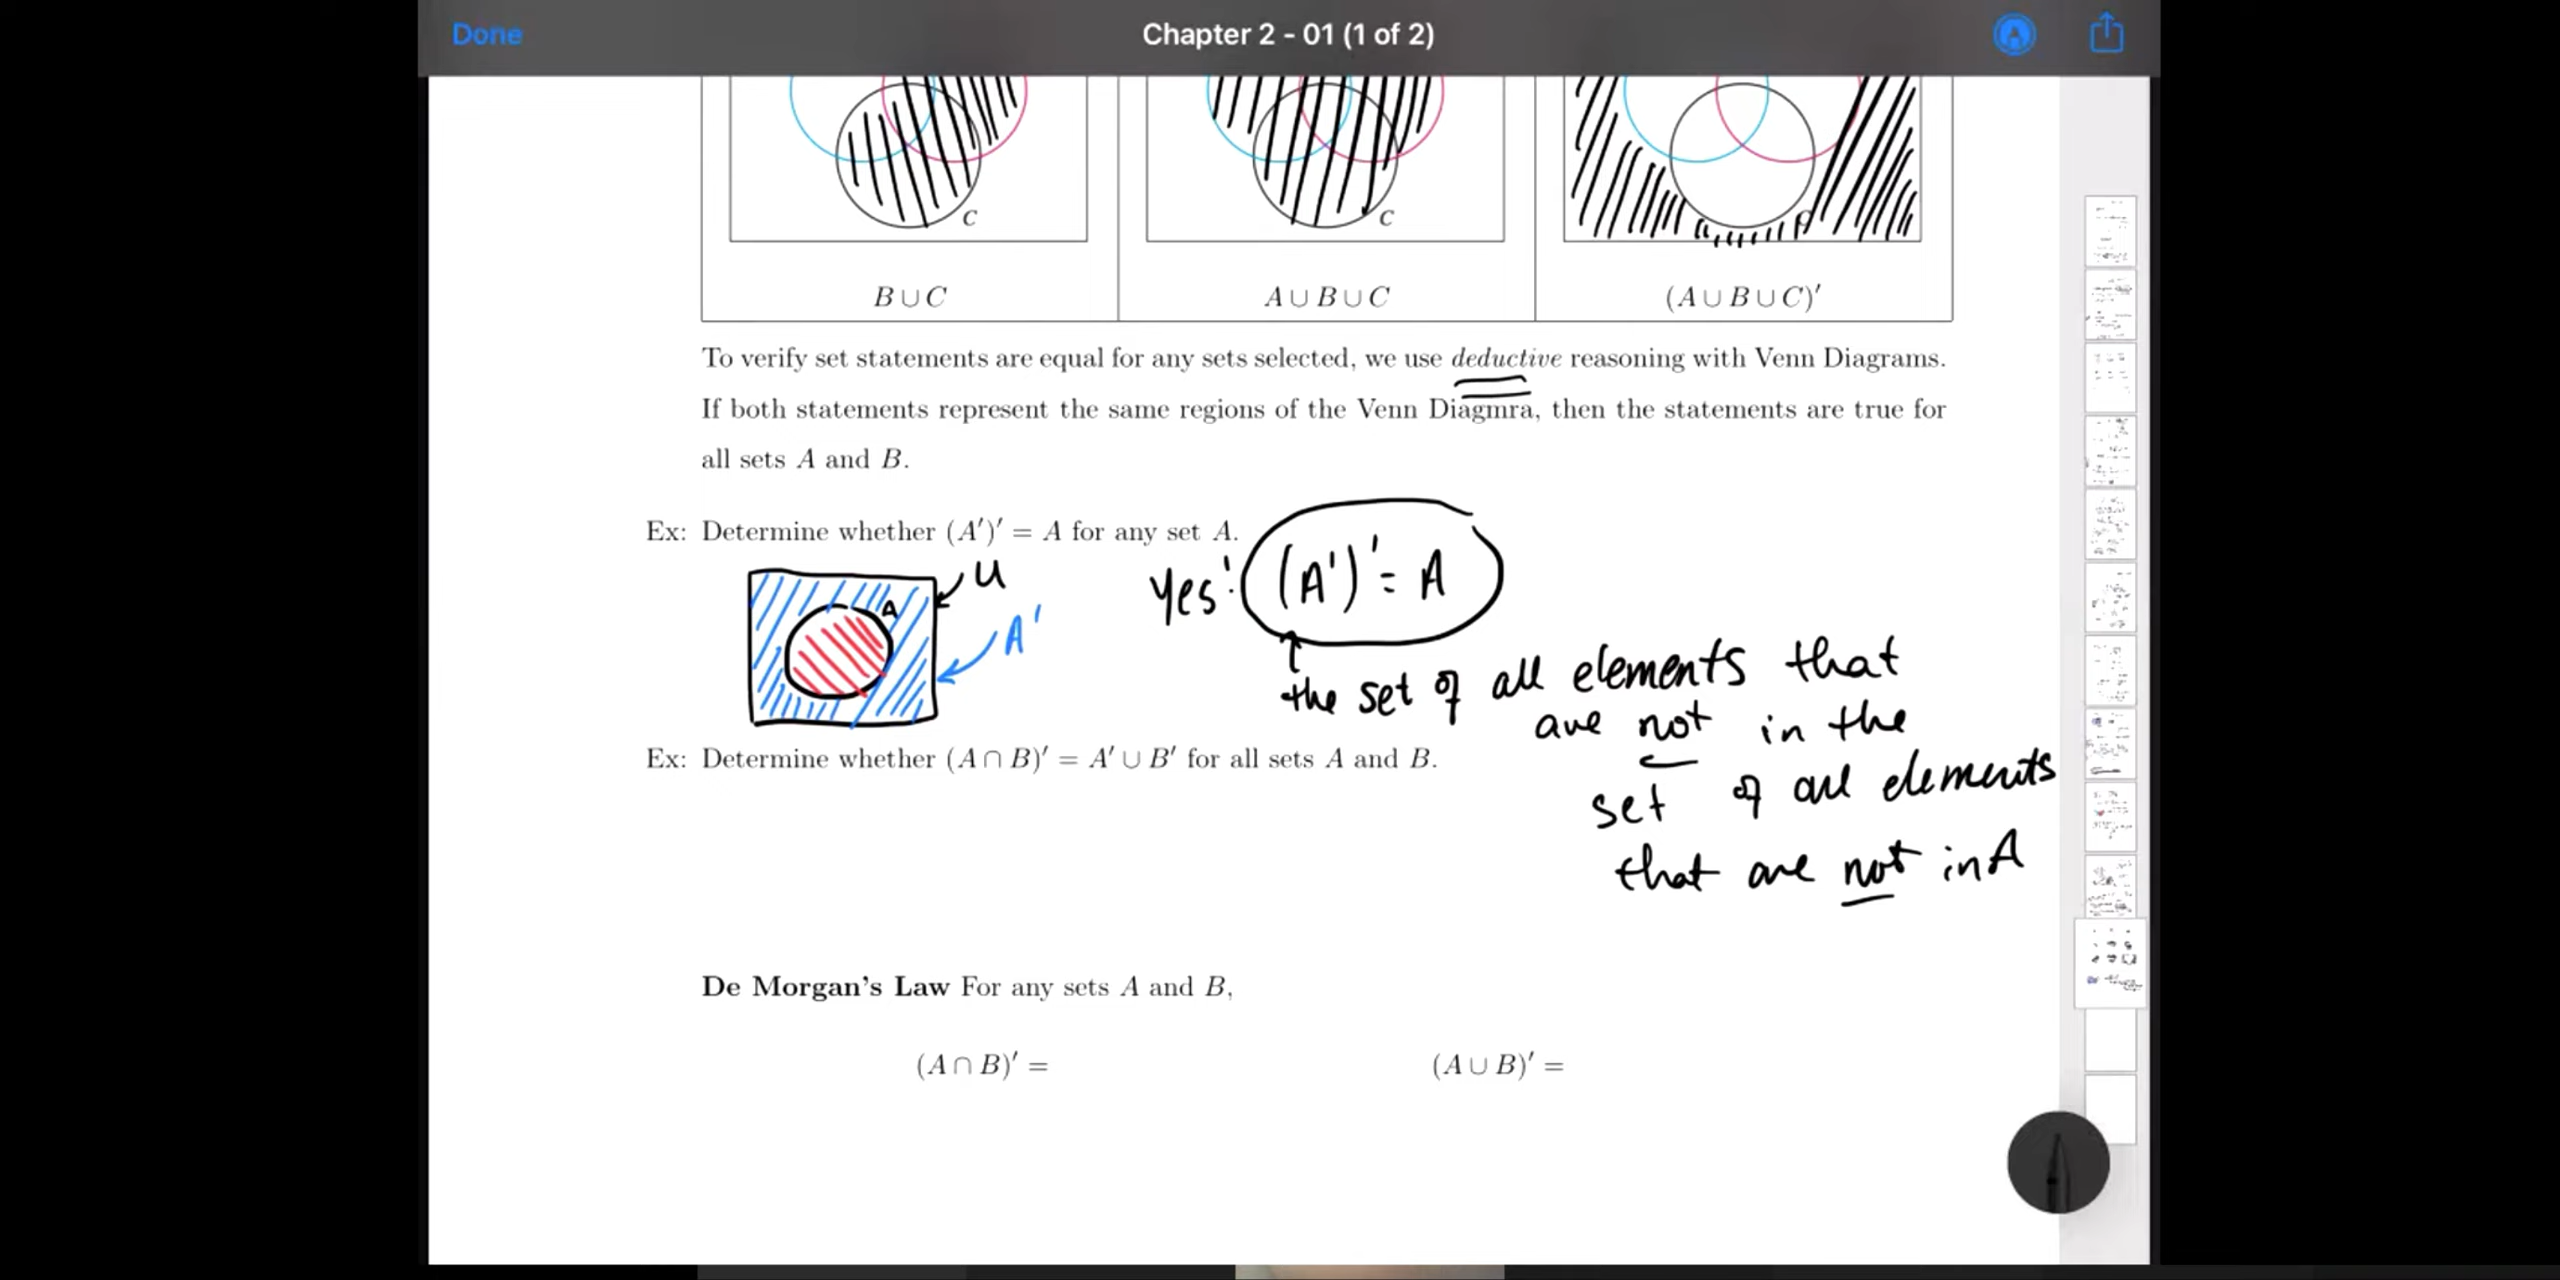 Done
Chapter 2 - 01 (1 of 2)
C
C
B ∪ C
A ∪ B ∪ C
(A ∪ B ∪ C)′
To verify set statements are equal for any sets selected, we use deductive reasoning with Venn Diagrams.
If both statements represent the same regions of the Venn Diagmra, then the statements are true for
all sets A and B.
Ex: Determine whether (A′)′ = A for any set A.
U
A
A'
Yes! (A')' = A
the set of all elements that
are not in the
set of all elements
that are not in A
Ex: Determine whether (A ∩ B)′ = A′ ∪ B′ for all sets A and B.
De Morgan's Law For any sets A and B,
(A ∩ B)′ =
(A ∪ B)′ =